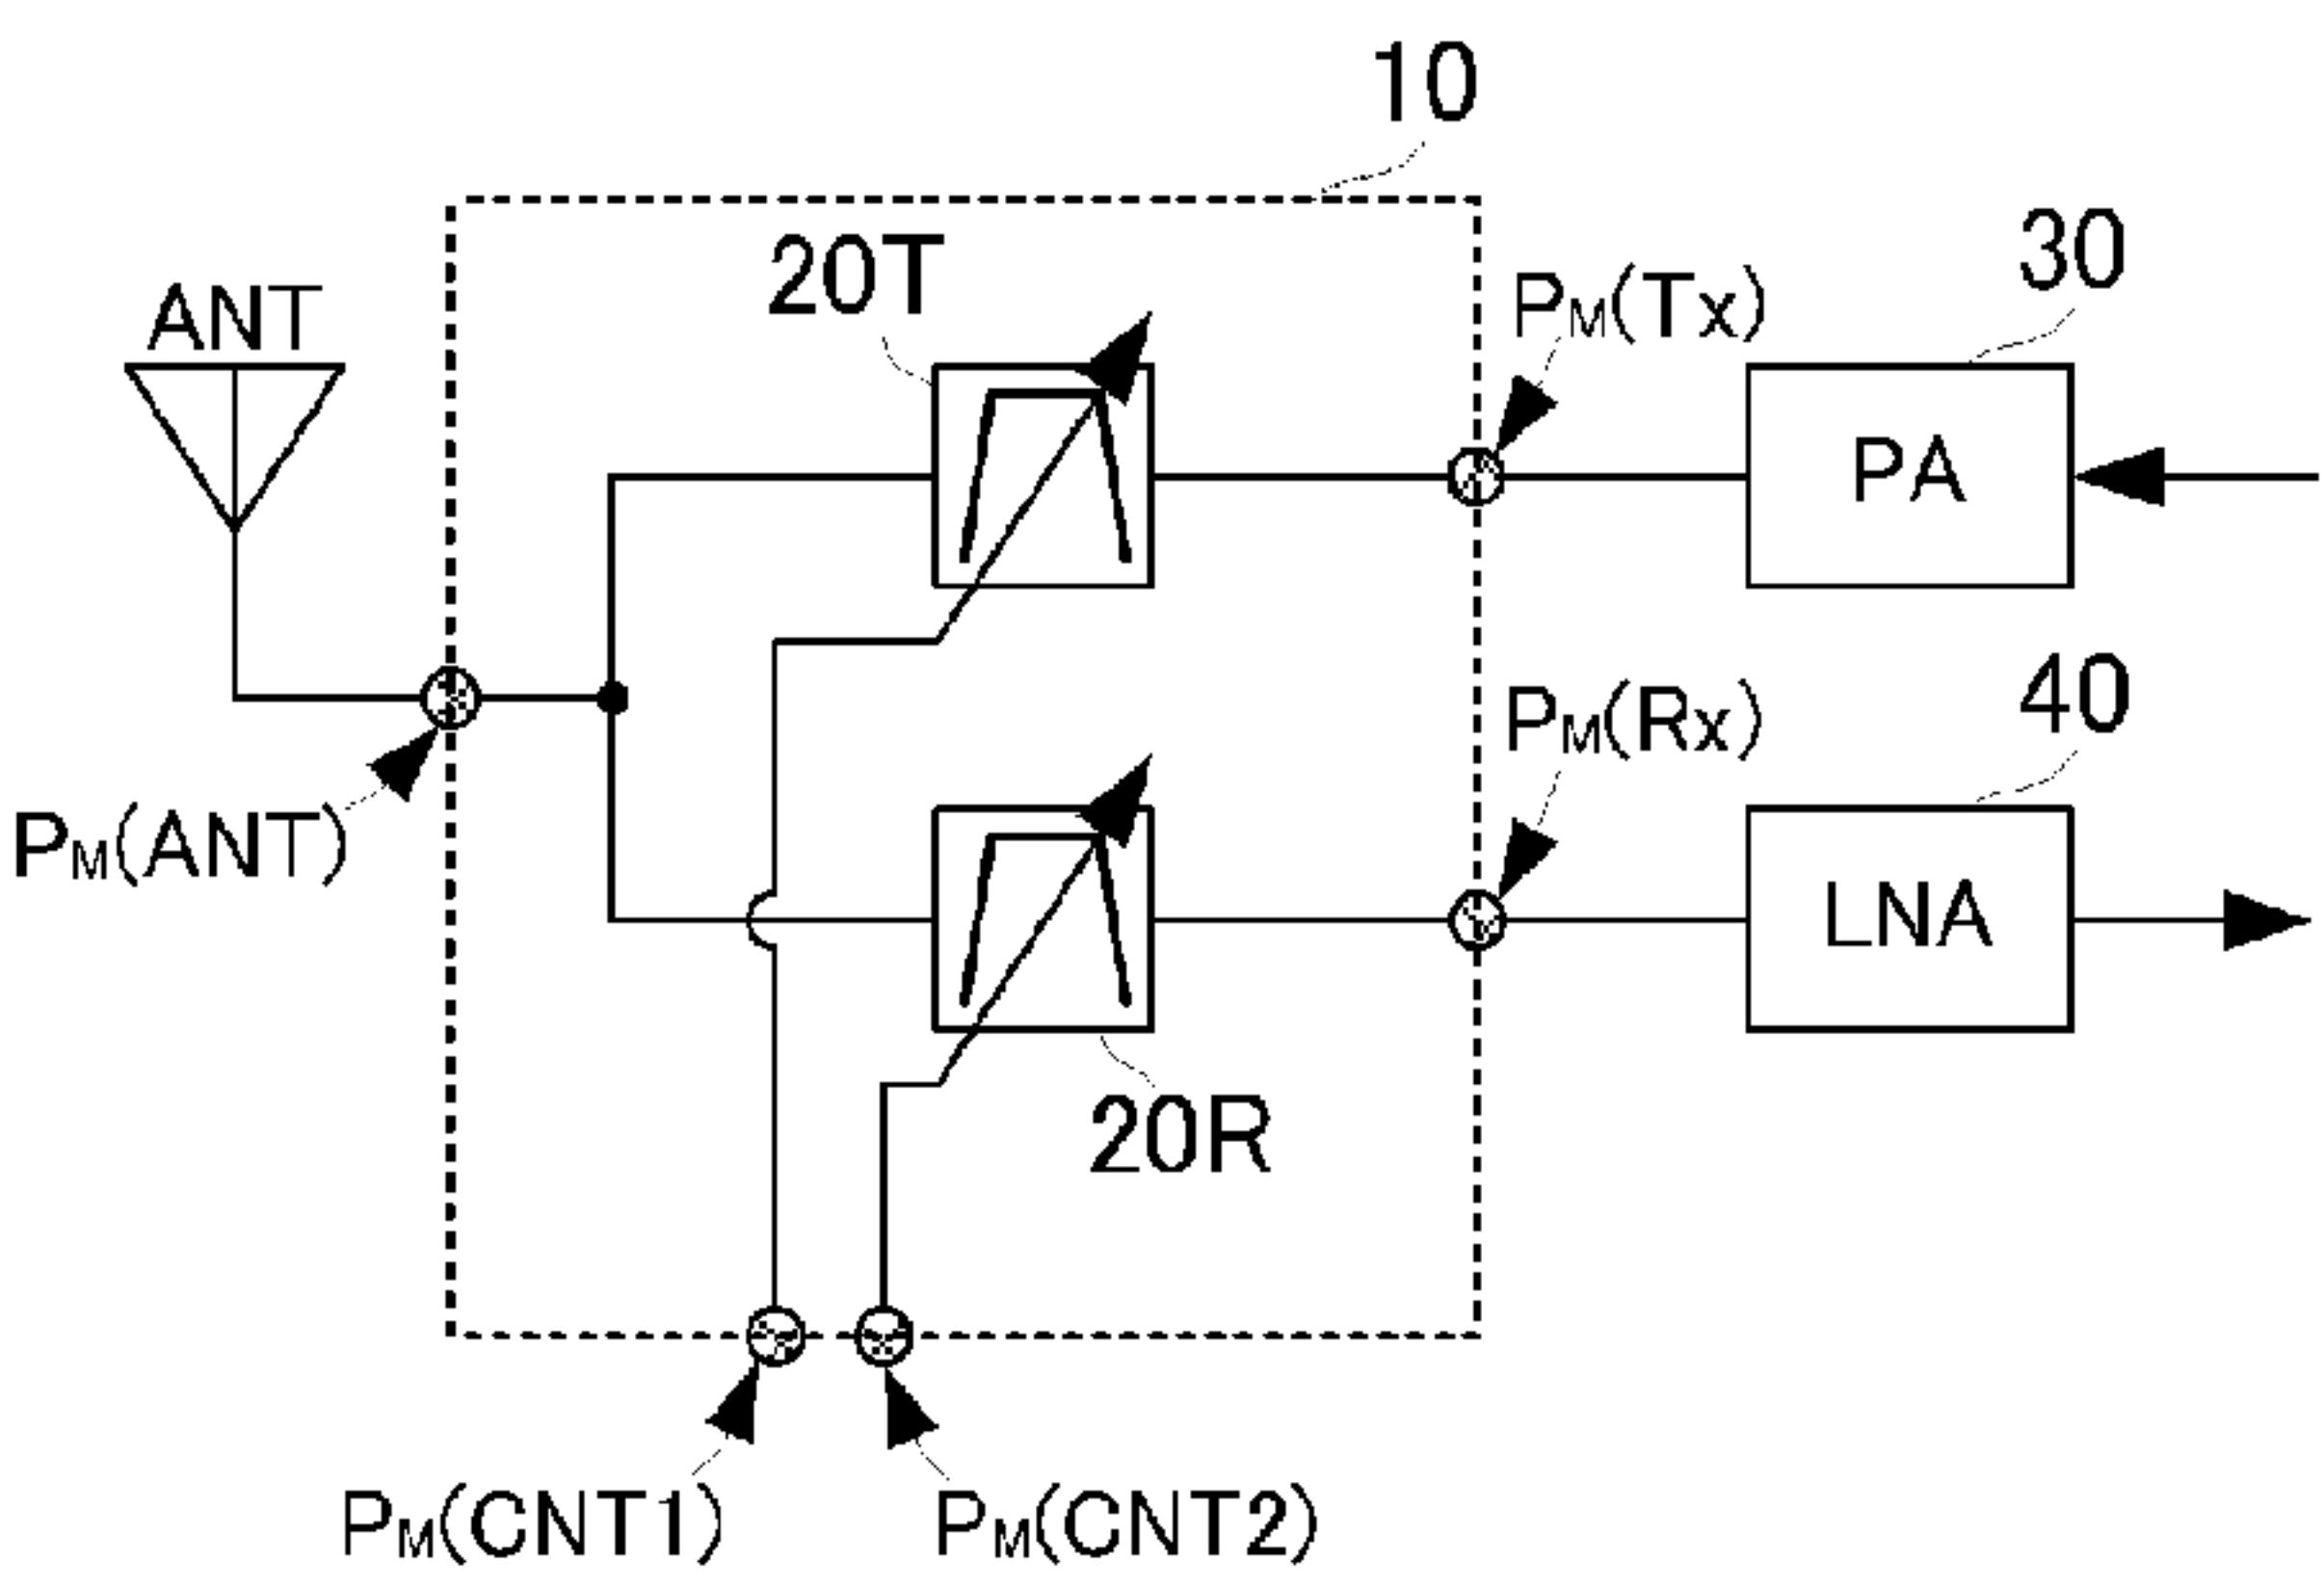 10
20T
30
ANT
PM(Tx)
PA
PM(Rx)
40
PM(ANT)
LNA
20R
PM(CNT1)
PM(CNT2)